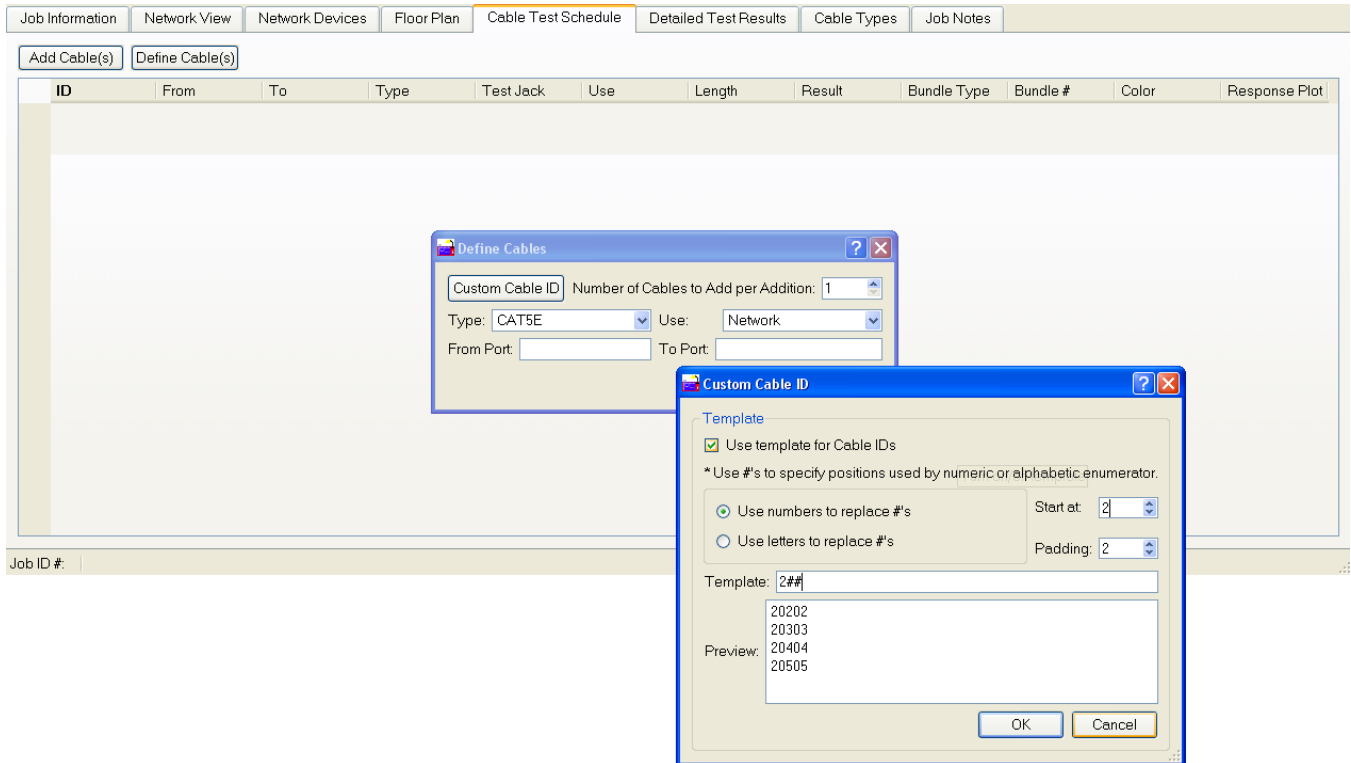 Job Information Network View Network Devices Floor Plan Cable Test Schedule Detailed Test Results Cable Types Job Notes
Add Cable(s) Define Cable(s)
ID From To Type Test Jack Use Length Result Bundle Type Bundle # Color Response Plot
Define Cables
Custom Cable ID Number of Cables to Add per Addition: 1
Type: CAT5E Use: Network
From Port: To Port:
Custom Cable ID
Template
Use template for Cable IDs
* Use #'s to specify positions used by numeric or alphabetic enumerator.
Use numbers to replace #'s Start at: 2
Use letters to replace #'s Padding: 2
Template: 2##
Preview:
20202
20303
20404
20505
OK Cancel
Job ID #: